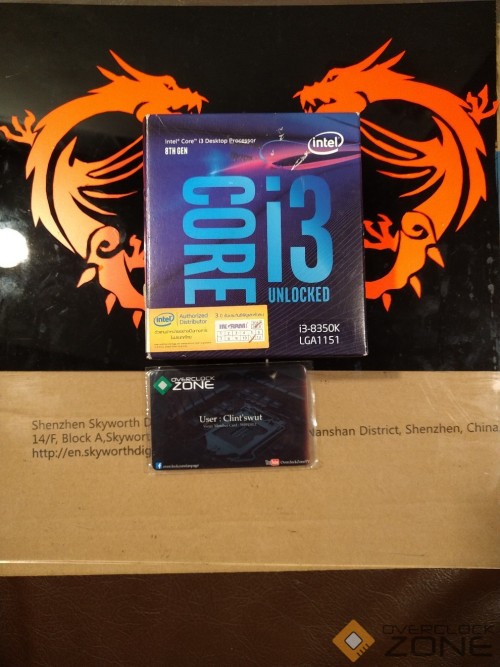 Intel® Core™ i3 Desktop Processor
8TH GEN
intel
CORE
i3
UNLOCKED
i3-8350K
LGA1151
intel
Authorized
Distributor
OVERCLOCK
ZONE
User : Clint'swut
Shenzhen Skyworth D
14/F, Block A,Skywor
Nanshan District, Shenzhen, China
http://en.skyworthdig
OVERCLOCK
ZONE